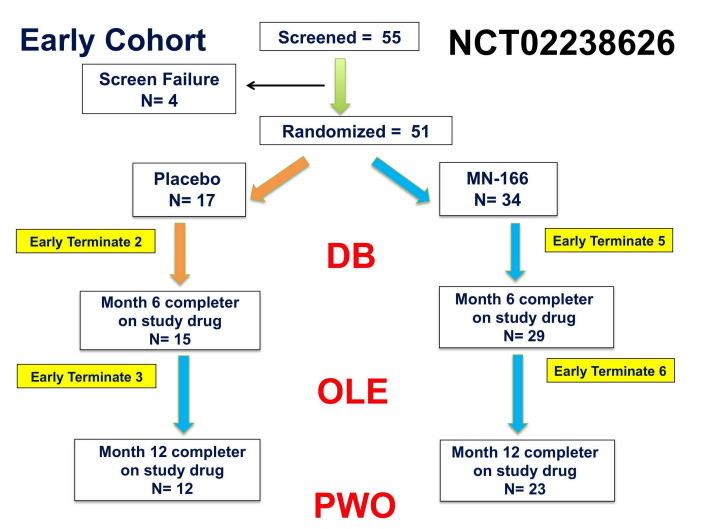 Early Cohort
Screened = 55
NCT02238626
Screen Failure
N= 4
Randomized = 51
Placebo
N= 17
MN-166
N= 34
Early Terminate 2
DB
Early Terminate 5
Month 6 completer
on study drug
N= 15
Month 6 completer
on study drug
N= 29
Early Terminate 3
OLE
Early Terminate 6
Month 12 completer
on study drug
N= 12
Month 12 completer
on study drug
N= 23
PWO